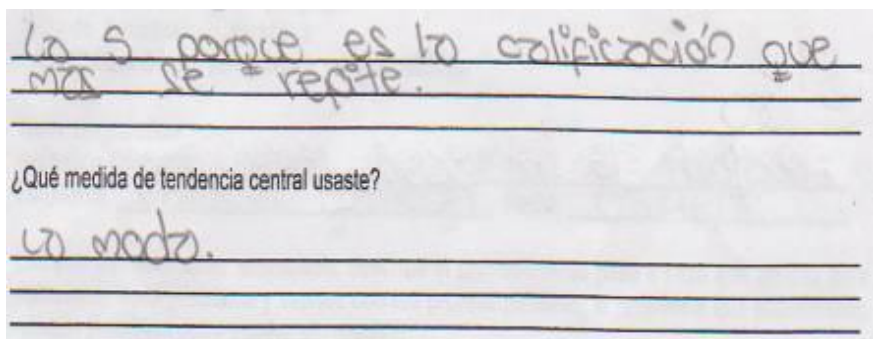 La 5 porque es la calificación que
mas se repite.
¿Qué medida de tendencia central usaste?
La moda.